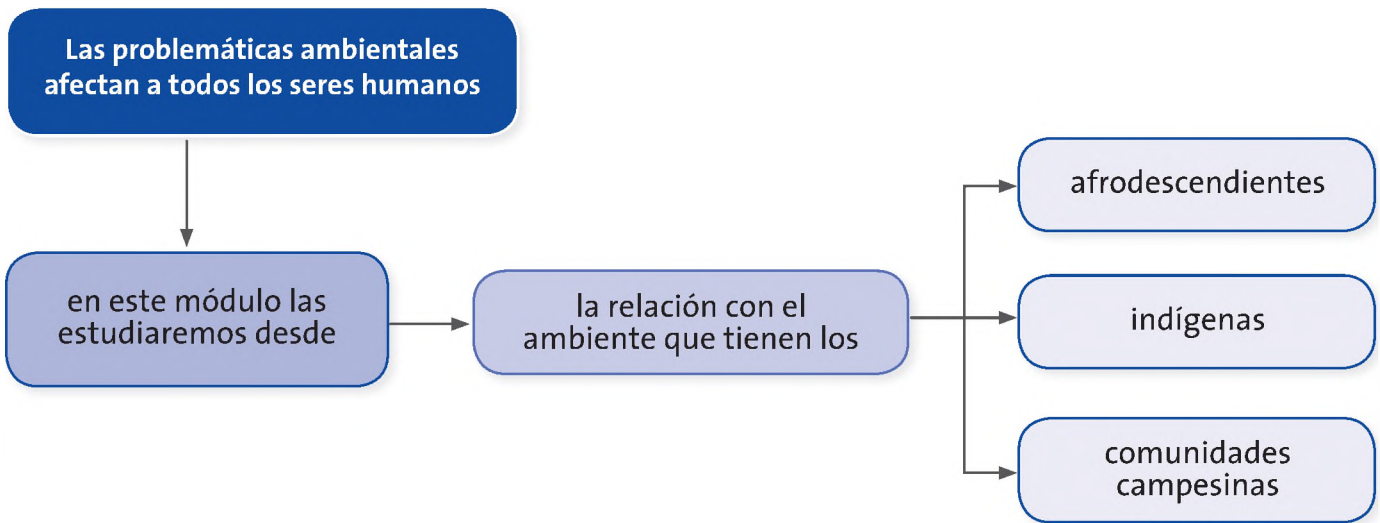 Las problemáticas ambientales
afectan a todos los seres humanos
en este módulo las
estudiaremos desde
la relación con el
ambiente que tienen los
afrodescendientes
indígenas
comunidades
campesinas